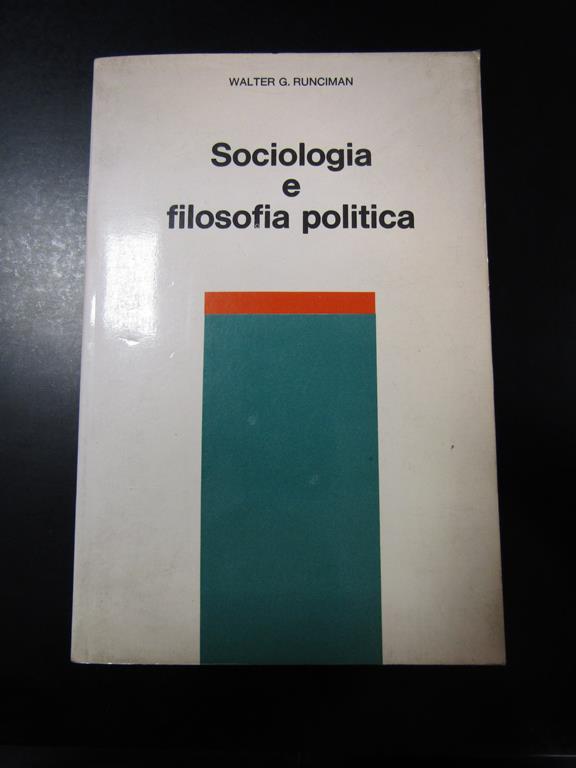 WALTER G. RUNCIMAN
Sociologia
e
filosofia politica